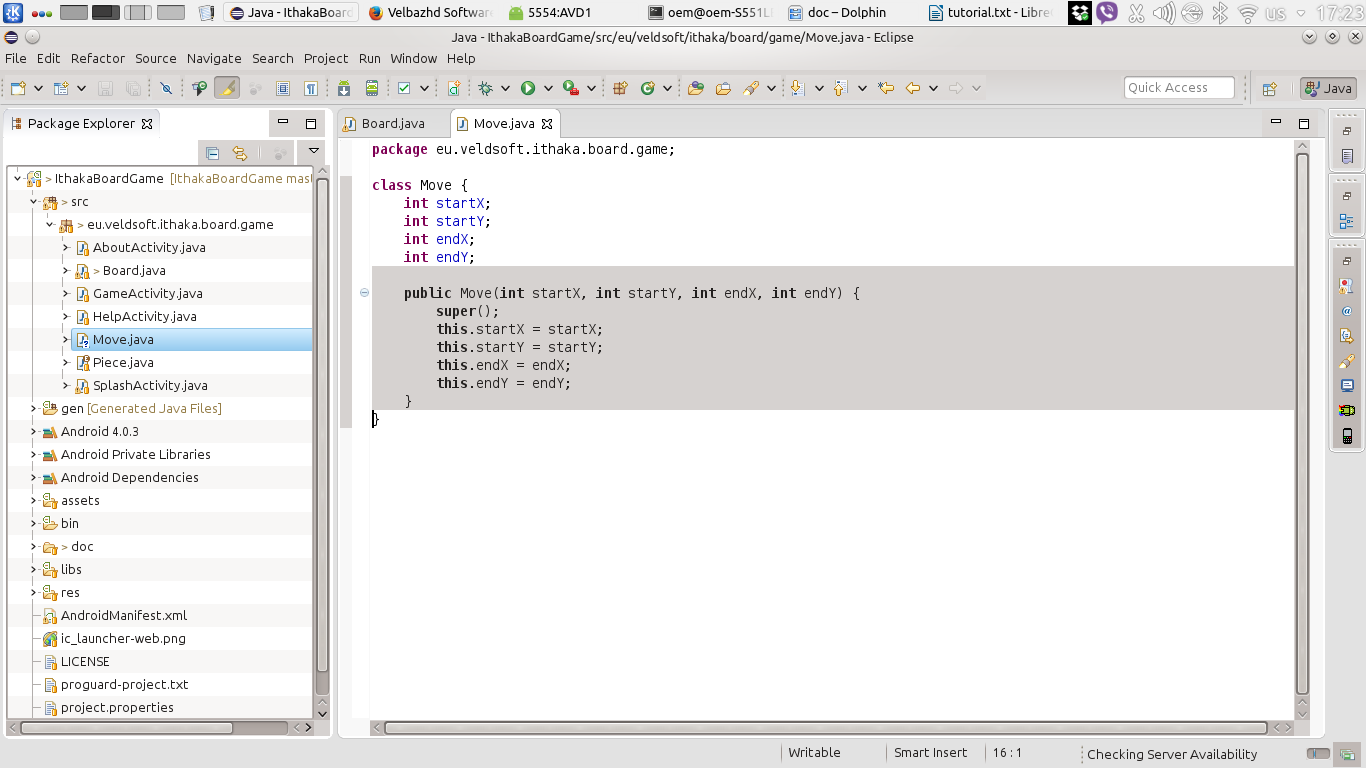 Java - IthakaBoard
Velbazhd Softwar
5554:AVD1
oem@oem-S551L
doc – Dolphin
tutorial.txt - Libre
us
17:23
Java - IthakaBoardGame/src/eu/veldsoft/ithaka/board/game/Move.java - Eclipse
File Edit Refactor Source Navigate Search Project Run Window Help
Quick Access
Java
Package Explorer
Board.java
Move.java
> IthakaBoardGame [IthakaBoardGame mast
> src
> eu.veldsoft.ithaka.board.game
AboutActivity.java
> Board.java
GameActivity.java
HelpActivity.java
Move.java
Piece.java
SplashActivity.java
gen [Generated Java Files]
Android 4.0.3
Android Private Libraries
Android Dependencies
assets
bin
> doc
libs
res
AndroidManifest.xml
ic_launcher-web.png
LICENSE
proguard-project.txt
project.properties
package eu.veldsoft.ithaka.board.game;
class Move {
int startX;
int startY;
int endX;
int endY;
public Move(int startX, int startY, int endX, int endY) {
super();
this.startX = startX;
this.startY = startY;
this.endX = endX;
this.endY = endY;
}
}
Writable
Smart Insert
16 : 1
Checking Server Availability